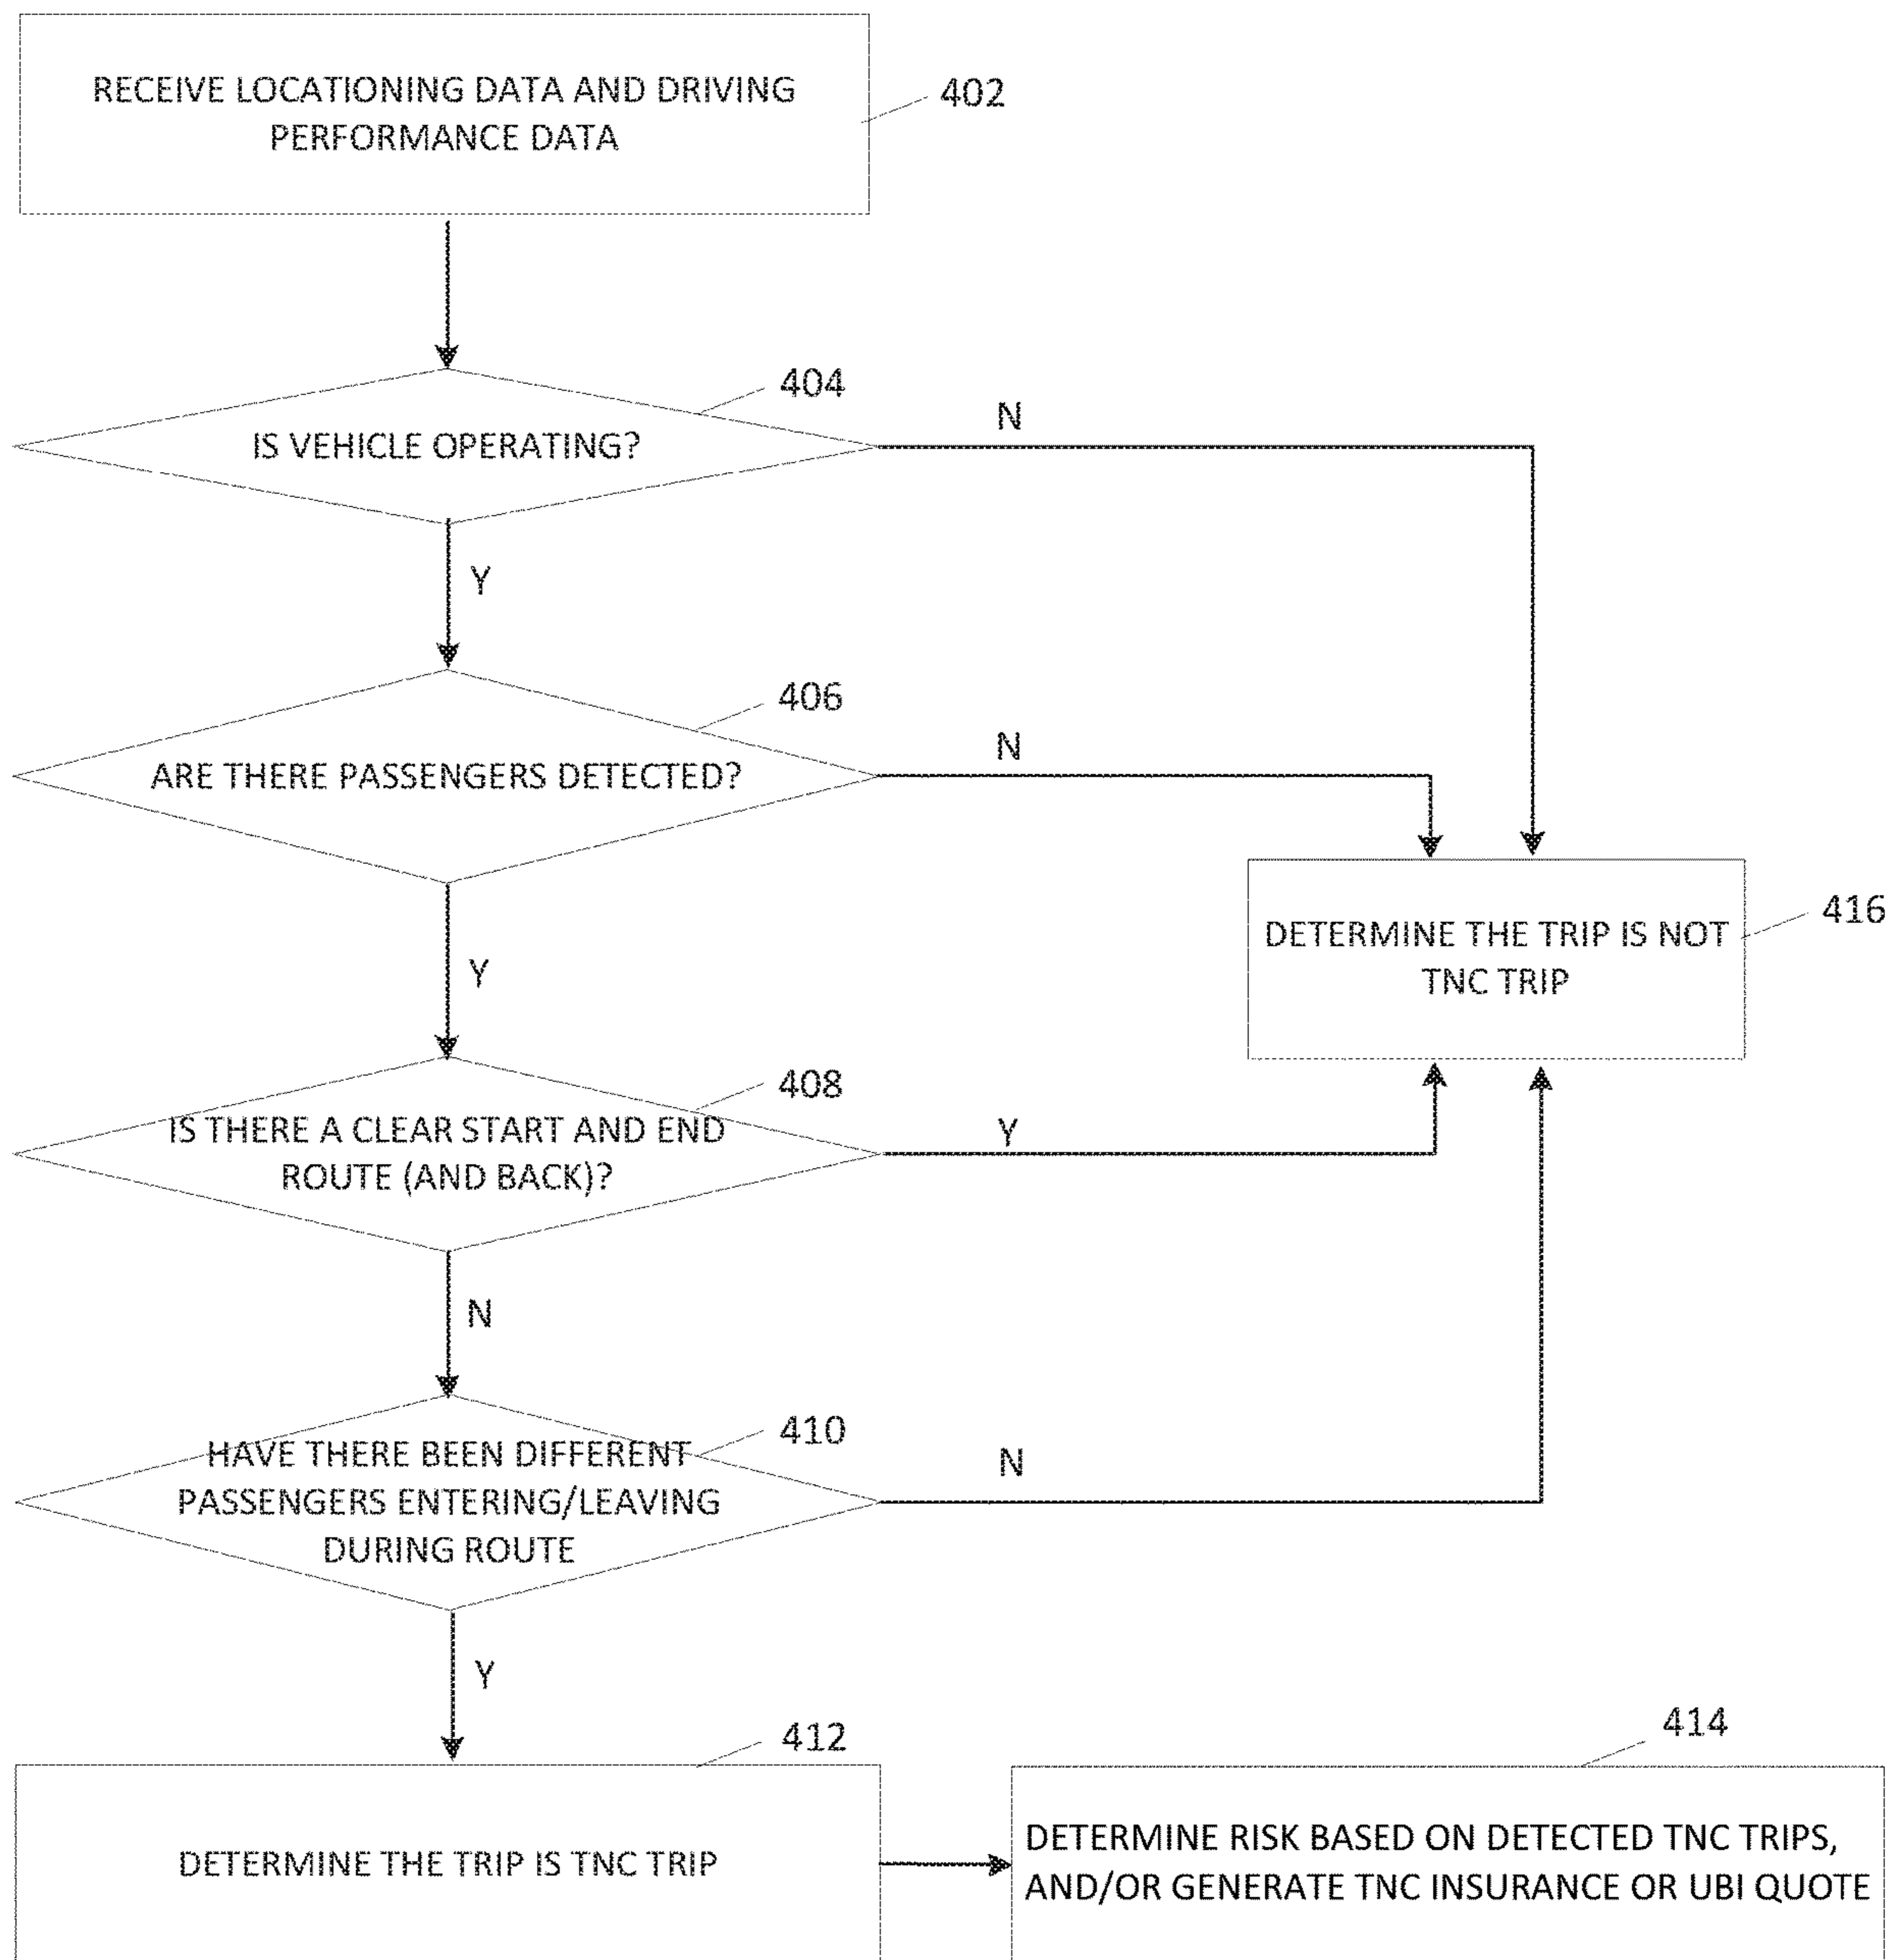 RECEIVE LOCATIONING DATA AND DRIVING
PERFORMANCE DATA
402
404
IS VEHICLE OPERATING?
N
Y
406
ARE THERE PASSENGERS DETECTED?
N
416
DETERMINE THE TRIP IS NOT
TNC TRIP
Y
408
IS THERE A CLEAR START AND END
ROUTE (AND BACK)?
Y
N
410
HAVE THERE BEEN DIFFERENT
PASSENGERS ENTERING/LEAVING
DURING ROUTE
N
Y
412
DETERMINE THE TRIP IS TNC TRIP
414
DETERMINE RISK BASED ON DETECTED TNC TRIPS,
AND/OR GENERATE TNC INSURANCE OR UBI QUOTE